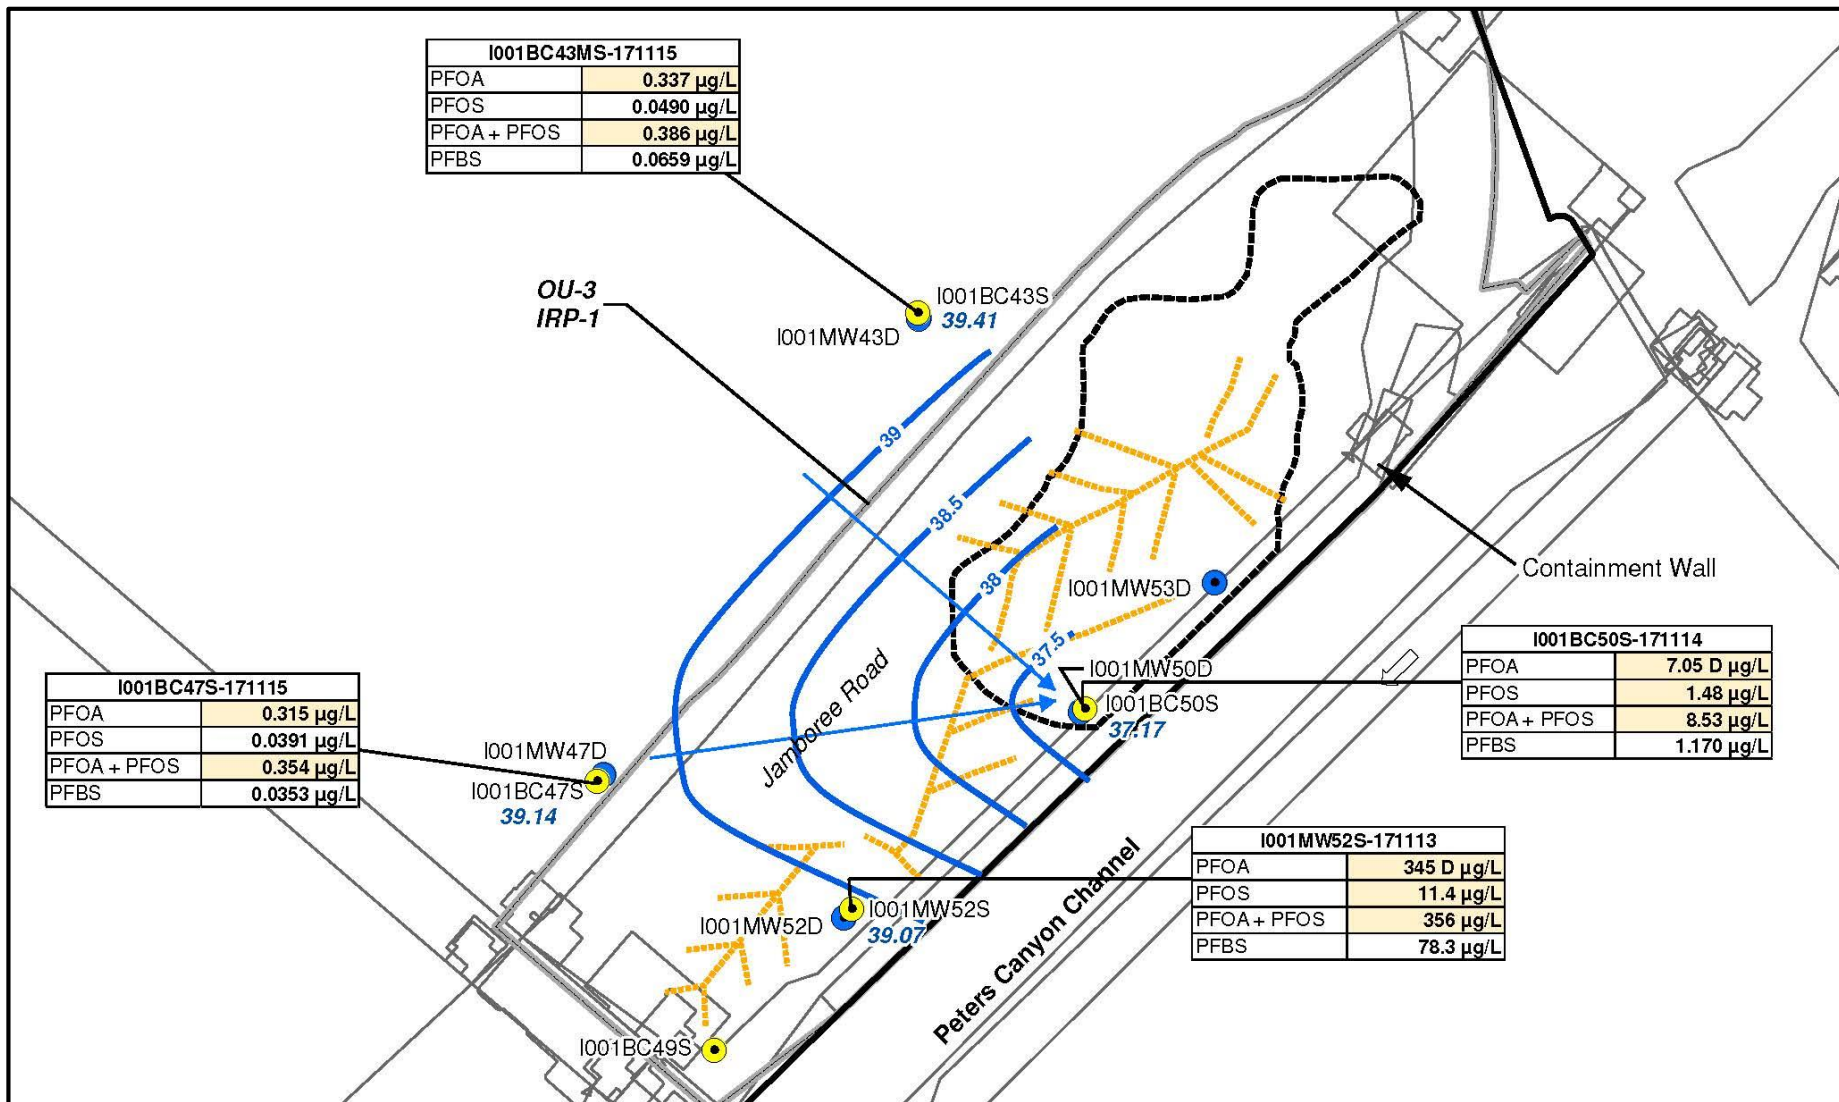 I001BC43MS-171115
PFOA 0.337 µg/L
PFOS 0.0490 µg/L
PFOA + PFOS 0.386 µg/L
PFBS 0.0659 µg/L
OU-3
IRP-1
I001BC43S
39.41
I001MW43D
39
38.5
38
37.5
I001MW53D
Containment Wall
Jamboree Road
I001MW50D
I001BC50S
37.17
I001BC50S-171114
PFOA 7.05 D µg/L
PFOS 1.48 µg/L
PFOA + PFOS 8.53 µg/L
PFBS 1.170 µg/L
I001BC47S-171115
PFOA 0.315 µg/L
PFOS 0.0391 µg/L
PFOA + PFOS 0.354 µg/L
PFBS 0.0353 µg/L
I001MW47D
I001BC47S
39.14
I001MW52S-171113
PFOA 345 D µg/L
PFOS 11.4 µg/L
PFOA + PFOS 356 µg/L
PFBS 78.3 µg/L
I001MW52S
I001MW52D
39.07
Peters Canyon Channel
I001BC49S